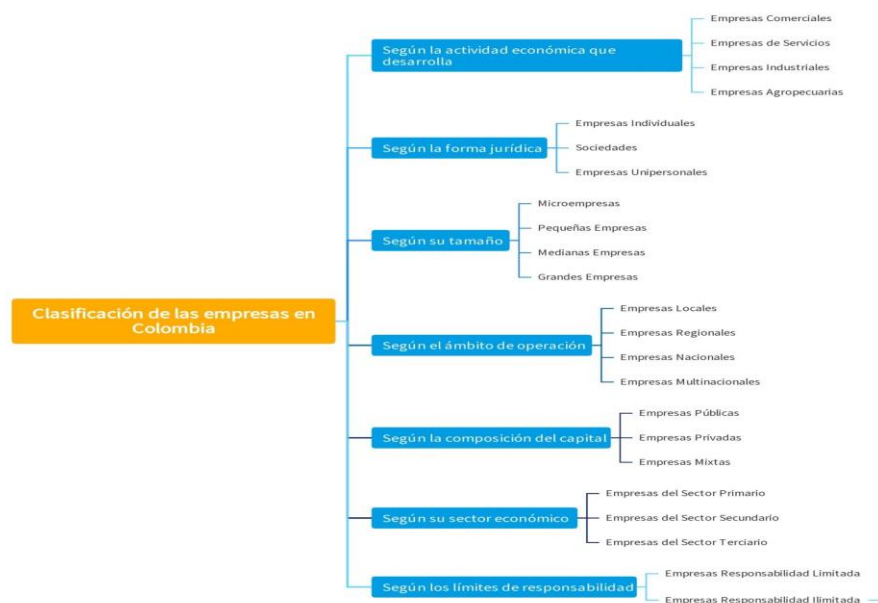 Clasificación de las empresas en
Colombia
Según la actividad económica que
desarrolla
Empresas Comerciales
Empresas de Servicios
Empresas Industriales
Empresas Agropecuarias
Según la forma jurídica
Empresas Individuales
Sociedades
Empresas Unipersonales
Según su tamaño
Microempresas
Pequeñas Empresas
Medianas Empresas
Grandes Empresas
Según el ámbito de operación
Empresas Locales
Empresas Regionales
Empresas Nacionales
Empresas Multinacionales
Según la composición del capital
Empresas Públicas
Empresas Privadas
Empresas Mixtas
Según su sector económico
Empresas del Sector Primario
Empresas del Sector Secundario
Empresas del Sector Terciario
Según los límites de responsabilidad
Empresas Responsabilidad Limitada
Empresas Responsabilidad Ilimitada